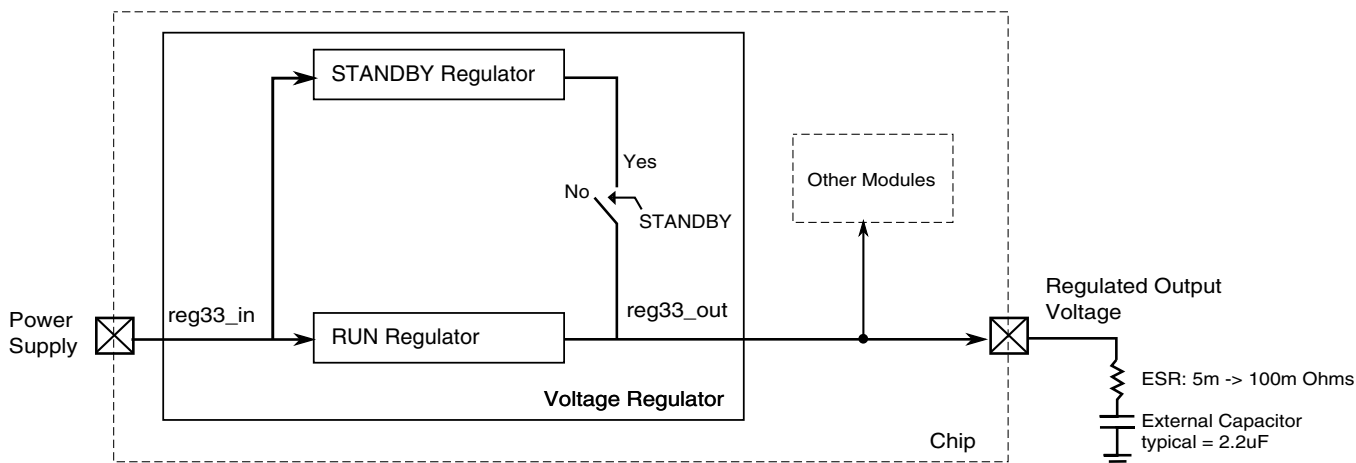 STANDBY Regulator
Yes
No
STANDBY
Other Modules
Power
Supply
reg33_in
RUN Regulator
reg33_out
Regulated Output
Voltage
Voltage Regulator
Chip
ESR: 5m -> 100m Ohms
External Capacitor
typical = 2.2uF